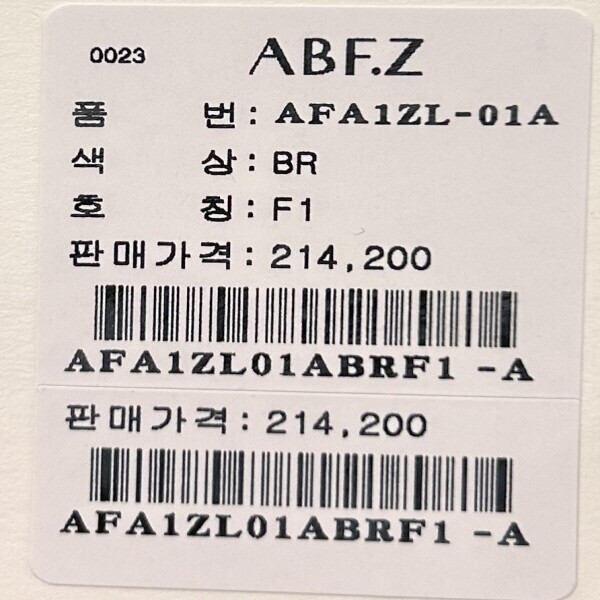 0023 ABF.Z
품 번 : AFA1ZL-01A
색 상 : BR
호 칭 : F1
판매가격 : 214,200
AFA1ZL01ABRF1 -A
판매가격 : 214,200
AFA1ZL01ABRF1 -A